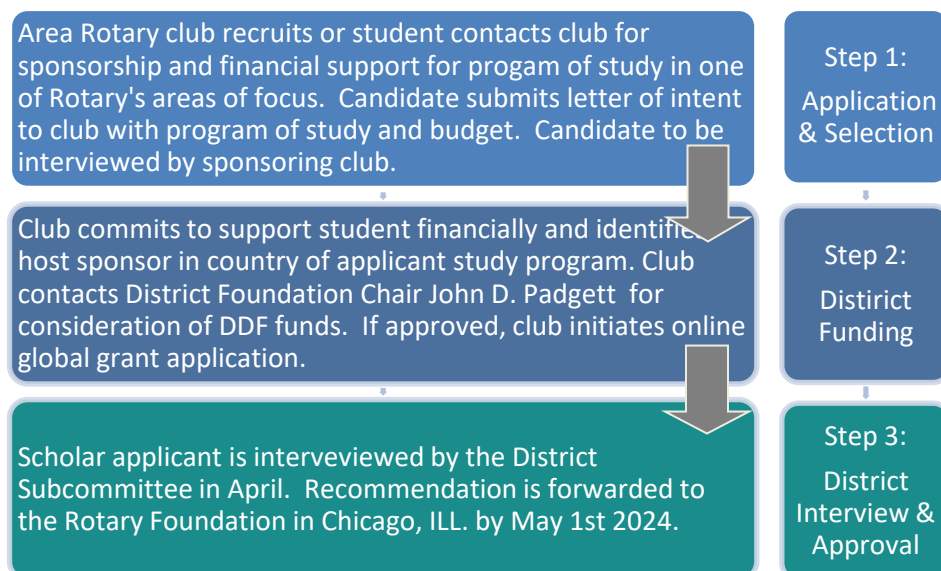 Area Rotary club recruits or student contacts club for
sponsorship and financial support for progam of study in one
of Rotary's areas of focus.  Candidate submits letter of intent
to club with program of study and budget.  Candidate to be
interviewed by sponsoring club.
Step 1:
Application
& Selection
Club commits to support student financially and identifies
host sponsor in country of applicant study program. Club
contacts District Foundation Chair John D. Padgett  for
consideration of DDF funds.  If approved, club initiates online
global grant application.
Step 2:
Distirict
Funding
Scholar applicant is interveviewed by the District
Subcommittee in April.  Recommendation is forwarded to
the Rotary Foundation in Chicago, ILL. by May 1st 2024.
Step 3:
District
Interview &
Approval